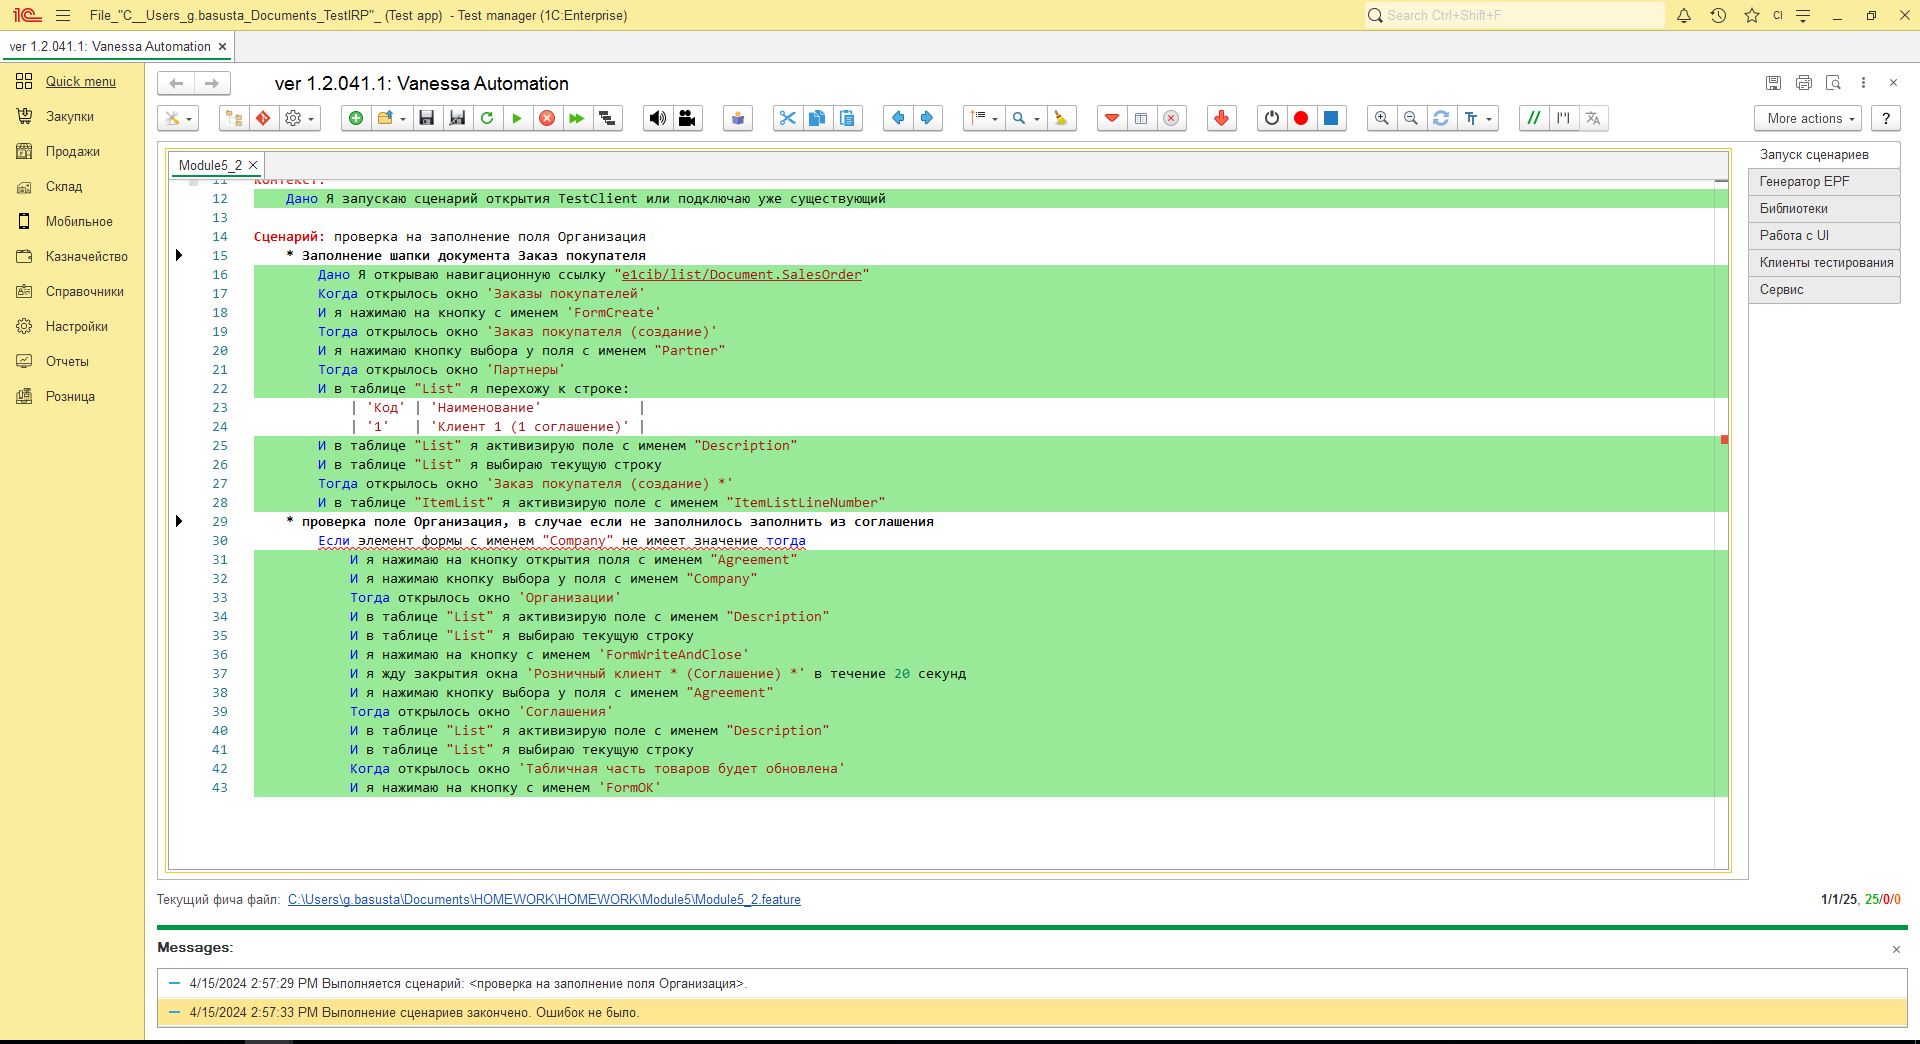 File_"C__Users_g.basusta_Documents_TestIRP"_ (Test app) - Test manager (1C:Enterprise)
Search Ctrl+Shift+F
CI
ver 1.2.041.1: Vanessa Automation
Quick menu
Закупки
Продажи
Склад
Мобильное
Казначейство
Справочники
Настройки
Отчеты
Розница
ver 1.2.041.1: Vanessa Automation
More actions
?
Module5_2
11 Контекст:
12 Дано Я запускаю сценарий открытия TestClient или подключаю уже существующий
13
14 Сценарий: проверка на заполнение поля Организация
15 * Заполнение шапки документа Заказ покупателя
16 Дано Я открываю навигационную ссылку "e1cib/list/Document.SalesOrder"
17 Когда открылось окно 'Заказы покупателей'
18 И я нажимаю на кнопку с именем 'FormCreate'
19 Тогда открылось окно 'Заказ покупателя (создание)'
20 И я нажимаю кнопку выбора у поля с именем "Partner"
21 Тогда открылось окно 'Партнеры'
22 И в таблице "List" я перехожу к строке:
23 | 'Код' | 'Наименование' |
24 | '1' | 'Клиент 1 (1 соглашение)' |
25 И в таблице "List" я активизирую поле с именем "Description"
26 И в таблице "List" я выбираю текущую строку
27 Тогда открылось окно 'Заказ покупателя (создание) *'
28 И в таблице "ItemList" я активизирую поле с именем "ItemListLineNumber"
29 * проверка поле Организация, в случае если не заполнилось заполнить из соглашения
30 Если элемент формы с именем "Company" не имеет значение тогда
31 И я нажимаю на кнопку открытия поля с именем "Agreement"
32 И я нажимаю кнопку выбора у поля с именем "Company"
33 Тогда открылось окно 'Организации'
34 И в таблице "List" я активизирую поле с именем "Description"
35 И в таблице "List" я выбираю текущую строку
36 И я нажимаю на кнопку с именем 'FormWriteAndClose'
37 И я жду закрытия окна 'Розничный клиент * (Соглашение) *' в течение 20 секунд
38 И я нажимаю кнопку выбора у поля с именем "Agreement"
39 Тогда открылось окно 'Соглашения'
40 И в таблице "List" я активизирую поле с именем "Description"
41 И в таблице "List" я выбираю текущую строку
42 Когда открылось окно 'Табличная часть товаров будет обновлена'
43 И я нажимаю на кнопку с именем 'FormOK'
Запуск сценариев
Генератор EPF
Библиотеки
Работа с UI
Клиенты тестирования
Сервис
Текущий фича файл: C:\Users\g.basusta\Documents\HOMEWORK\HOMEWORK\Module5\Module5_2.feature
1/1/25, 25/0/0
Messages:
4/15/2024 2:57:29 PM Выполняется сценарий: <проверка на заполнение поля Организация>.
4/15/2024 2:57:33 PM Выполнение сценариев закончено. Ошибок не было.